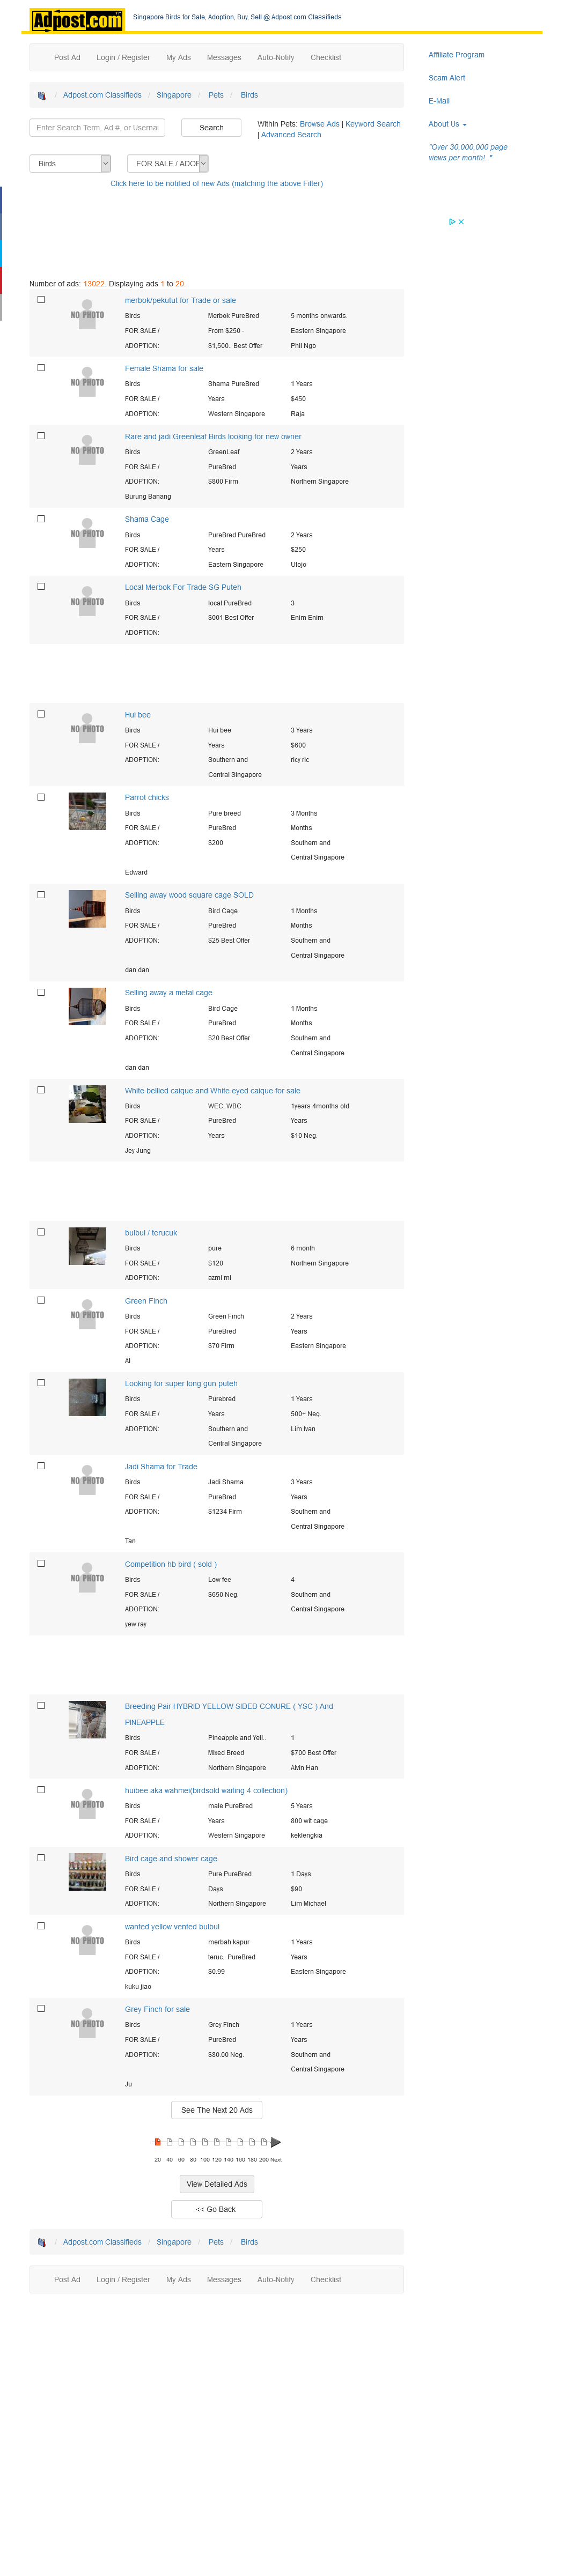 Adpost.com
Singapore Birds for Sale, Adoption, Buy, Sell @ Adpost.com Classifieds
Post Ad Login / Register My Ads Messages Auto-Notify Checklist
Affiliate Program
Scam Alert
E-Mail
About Us
"Over 30,000,000 page
views per month!.."
/ Adpost.com Classifieds / Singapore / Pets / Birds
Enter Search Term, Ad #, or Usernam
Search
Within Pets: Browse Ads | Keyword Search
| Advanced Search
Birds
FOR SALE / ADOP
Click here to be notified of new Ads (matching the above Filter)
Number of ads: 13022. Displaying ads 1 to 20.
NO PHOTO
merbok/pekutut for Trade or sale
Birds Merbok PureBred 5 months onwards.
FOR SALE / From $250 - Eastern Singapore
ADOPTION: $1,500.. Best Offer Phil Ngo
NO PHOTO
Female Shama for sale
Birds Shama PureBred 1 Years
FOR SALE / Years $450
ADOPTION: Western Singapore Raja
NO PHOTO
Rare and jadi Greenleaf Birds looking for new owner
Birds GreenLeaf 2 Years
FOR SALE / PureBred Years
ADOPTION: $800 Firm Northern Singapore
Burung Banang
NO PHOTO
Shama Cage
Birds PureBred PureBred 2 Years
FOR SALE / Years $250
ADOPTION: Eastern Singapore Utojo
NO PHOTO
Local Merbok For Trade SG Puteh
Birds local PureBred 3
FOR SALE / $001 Best Offer Enim Enim
ADOPTION:
NO PHOTO
Hui bee
Birds Hui bee 3 Years
FOR SALE / Years $600
ADOPTION: Southern and ricy ric
Central Singapore
Parrot chicks
Birds Pure breed 3 Months
FOR SALE / PureBred Months
ADOPTION: $200 Southern and
Central Singapore
Edward
Selling away wood square cage SOLD
Birds Bird Cage 1 Months
FOR SALE / PureBred Months
ADOPTION: $25 Best Offer Southern and
Central Singapore
dan dan
Selling away a metal cage
Birds Bird Cage 1 Months
FOR SALE / PureBred Months
ADOPTION: $20 Best Offer Southern and
Central Singapore
dan dan
White bellied caique and White eyed caique for sale
Birds WEC, WBC 1years 4months old
FOR SALE / PureBred Years
ADOPTION: Years $10 Neg.
Jey Jung
bulbul / terucuk
Birds pure 6 month
FOR SALE / $120 Northern Singapore
ADOPTION: azmi mi
NO PHOTO
Green Finch
Birds Green Finch 2 Years
FOR SALE / PureBred Years
ADOPTION: $70 Firm Eastern Singapore
Al
Looking for super long gun puteh
Birds Purebred 1 Years
FOR SALE / Years 500+ Neg.
ADOPTION: Southern and Lim Ivan
Central Singapore
NO PHOTO
Jadi Shama for Trade
Birds Jadi Shama 3 Years
FOR SALE / PureBred Years
ADOPTION: $1234 Firm Southern and
Central Singapore
Tan
NO PHOTO
Competition hb bird ( sold )
Birds Low fee 4
FOR SALE / $650 Neg. Southern and
ADOPTION: Central Singapore
yew ray
Breeding Pair HYBRID YELLOW SIDED CONURE ( YSC ) And
PINEAPPLE
Birds Pineapple and Yell.. 1
FOR SALE / Mixed Breed $700 Best Offer
ADOPTION: Northern Singapore Alvin Han
NO PHOTO
huibee aka wahmei(birdsold waiting 4 collection)
Birds male PureBred 5 Years
FOR SALE / Years 800 wit cage
ADOPTION: Western Singapore keklengkia
Bird cage and shower cage
Birds Pure PureBred 1 Days
FOR SALE / Days $90
ADOPTION: Northern Singapore Lim Michael
NO PHOTO
wanted yellow vented bulbul
Birds merbah kapur 1 Years
FOR SALE / teruc.. PureBred Years
ADOPTION: $0.99 Eastern Singapore
kuku jiao
NO PHOTO
Grey Finch for sale
Birds Grey Finch 1 Years
FOR SALE / PureBred Years
ADOPTION: $80.00 Neg. Southern and
Central Singapore
Ju
See The Next 20 Ads
20 40 60 80 100 120 140 160 180 200 Next
View Detailed Ads
<< Go Back
/ Adpost.com Classifieds / Singapore / Pets / Birds
Post Ad Login / Register My Ads Messages Auto-Notify Checklist